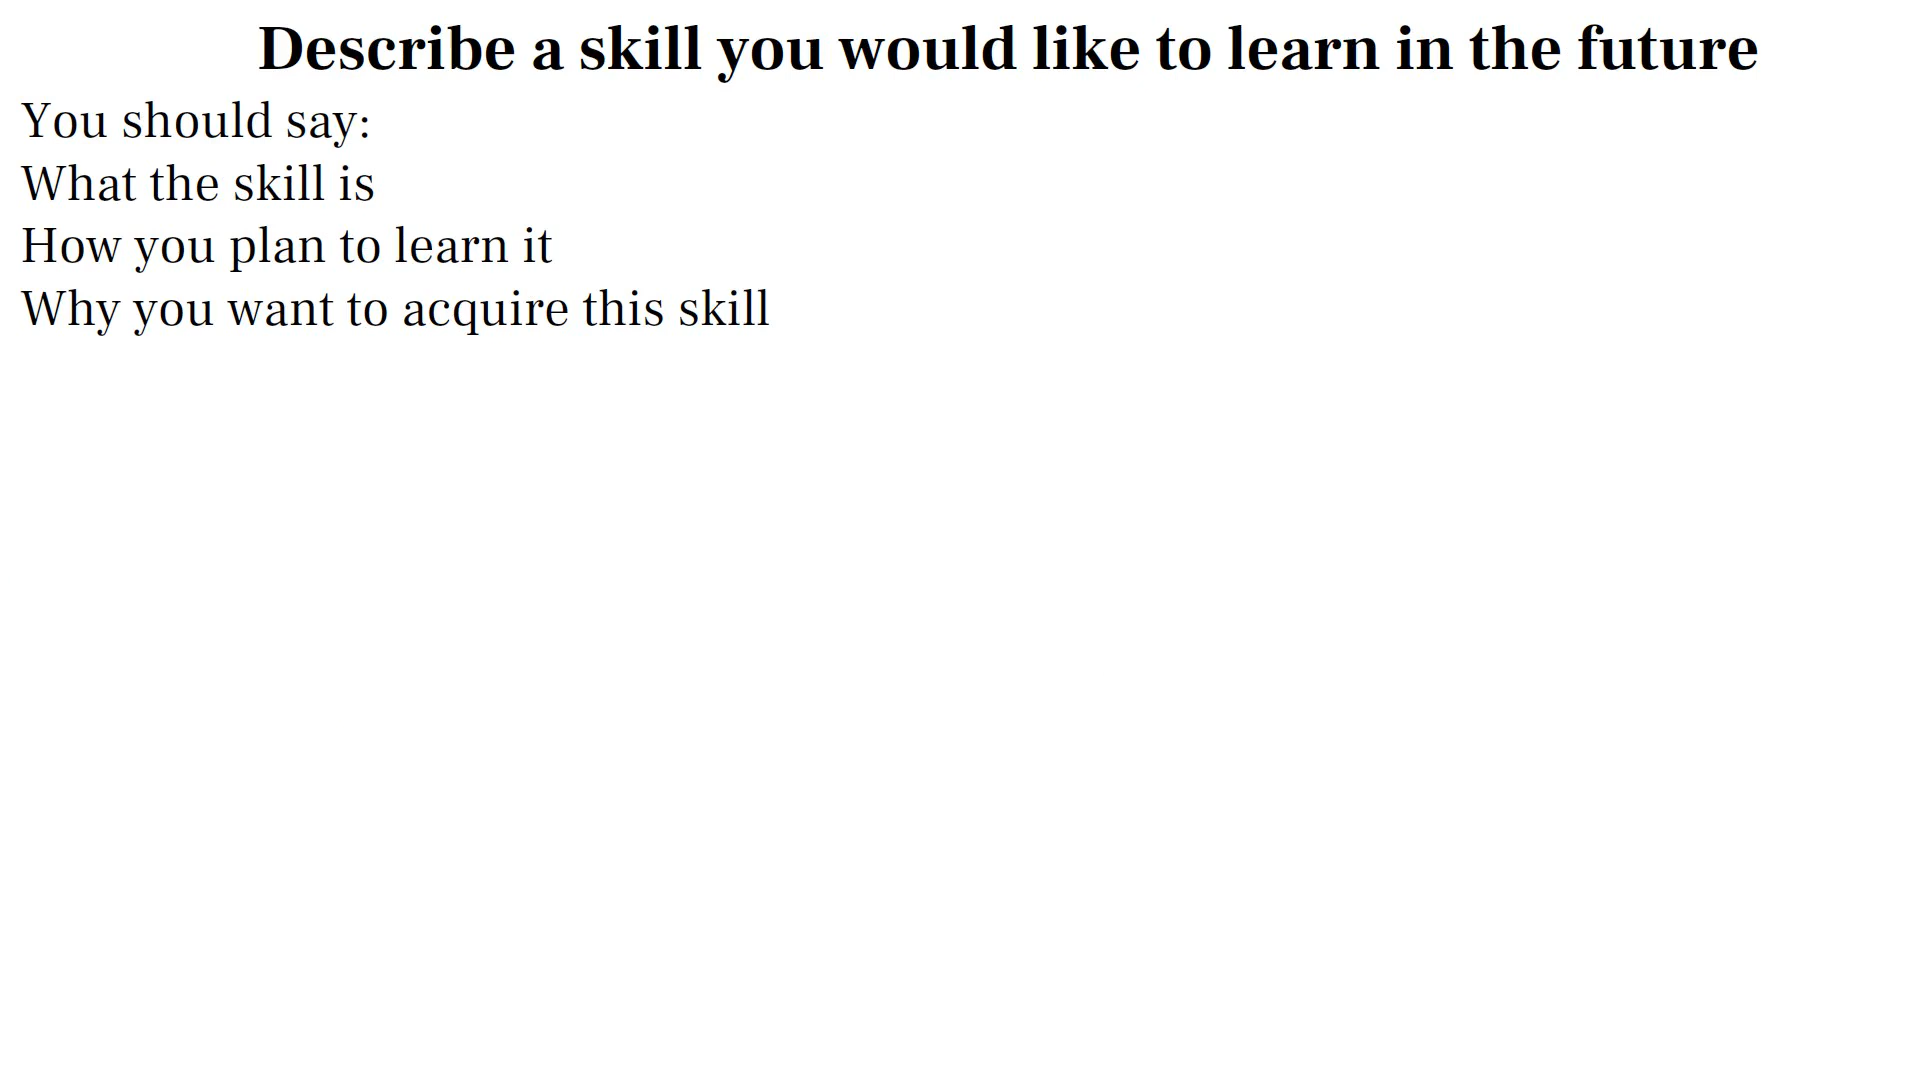 Describe a skill you would like to learn in the future
You should say:
What the skill is
How you plan to learn it
Why you want to acquire this skill